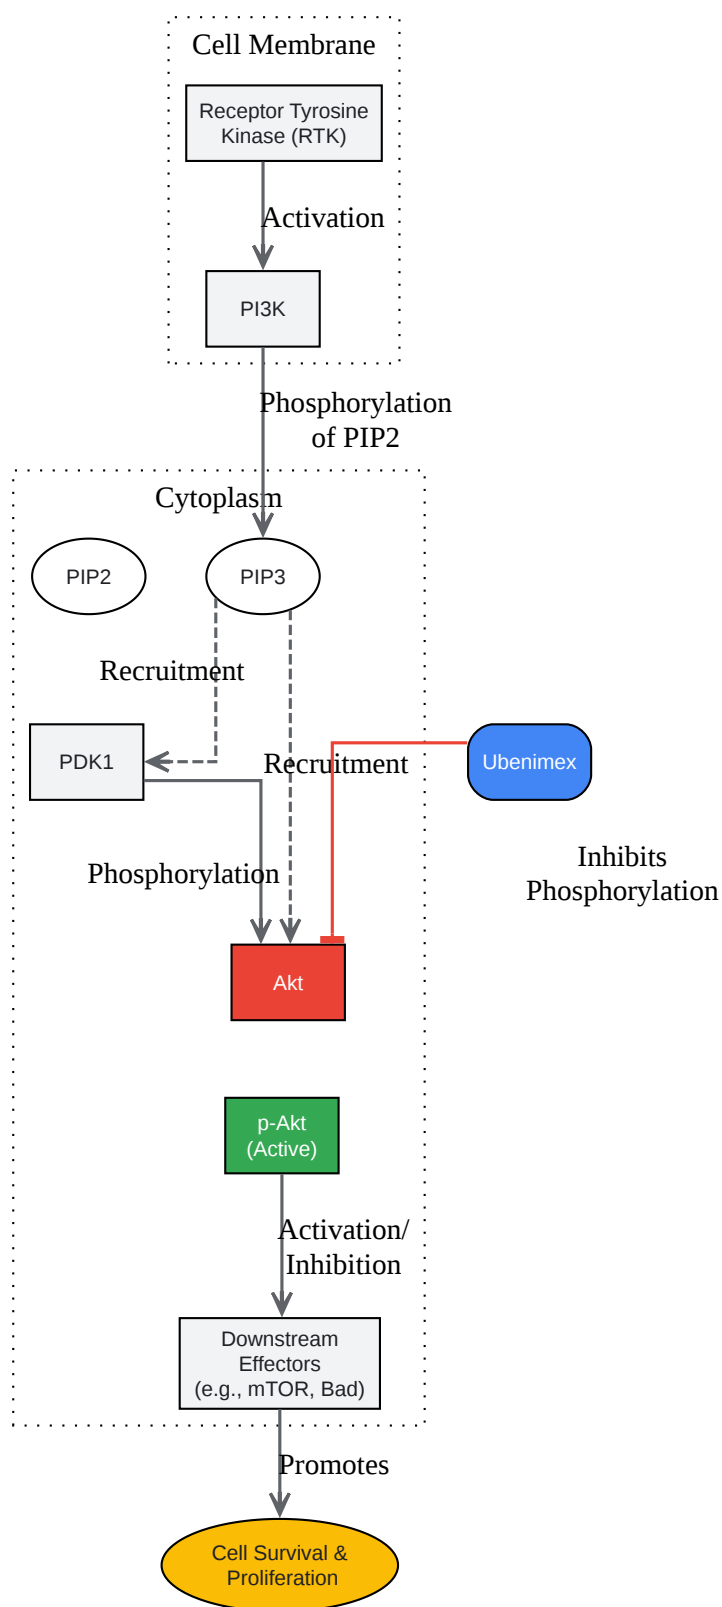 Cell Membrane
Receptor Tyrosine
Kinase (RTK)
Activation
PI3K
Phosphorylation
of PIP2
Cytoplasm
PIP2
PIP3
Recruitment
PDK1
Recruitment
Ubenimex
Inhibits
Phosphorylation
Phosphorylation
Akt
p-Akt
(Active)
Activation/
Inhibition
Downstream
Effectors
(e.g., mTOR, Bad)
Promotes
Cell Survival &
Proliferation